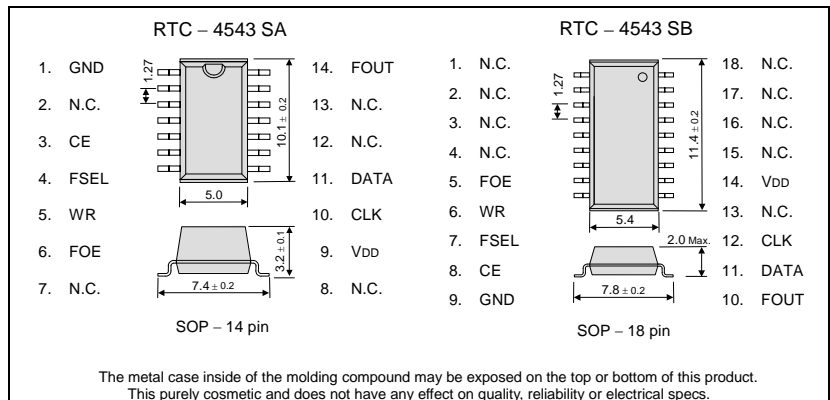 RTC – 4543 SA
1. GND
2. N.C.
3. CE
4. FSEL
5. WR
6. FOE
7. N.C.
14. FOUT
13. N.C.
12. N.C.
11. DATA
10. CLK
9. VDD
8. N.C.
1.27
10.1 ± 0.2
5.0
3.2 ± 0.1
7.4 ± 0.2
SOP – 14 pin
RTC – 4543 SB
1. N.C.
2. N.C.
3. N.C.
4. N.C.
5. FOE
6. WR
7. FSEL
8. CE
9. GND
18. N.C.
17. N.C.
16. N.C.
15. N.C.
14. VDD
13. N.C.
12. CLK
11. DATA
10. FOUT
1.27
11.4 ± 0.2
5.4
2.0 Max.
7.8 ± 0.2
SOP – 18 pin
The metal case inside of the molding compound may be exposed on the top or bottom of this product.
This purely cosmetic and does not have any effect on quality, reliability or electrical specs.